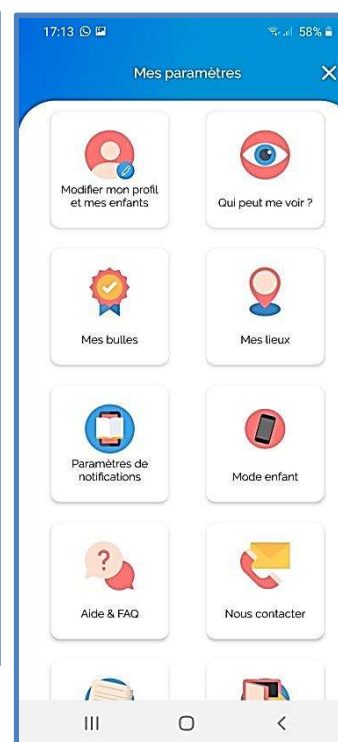 17:13 58%
Mes paramètres
Modifier mon profil
et mes enfants
Qui peut me voir ?
Mes bulles
Mes lieux
Paramètres de
notifications
Mode enfant
Aide & FAQ
Nous contacter